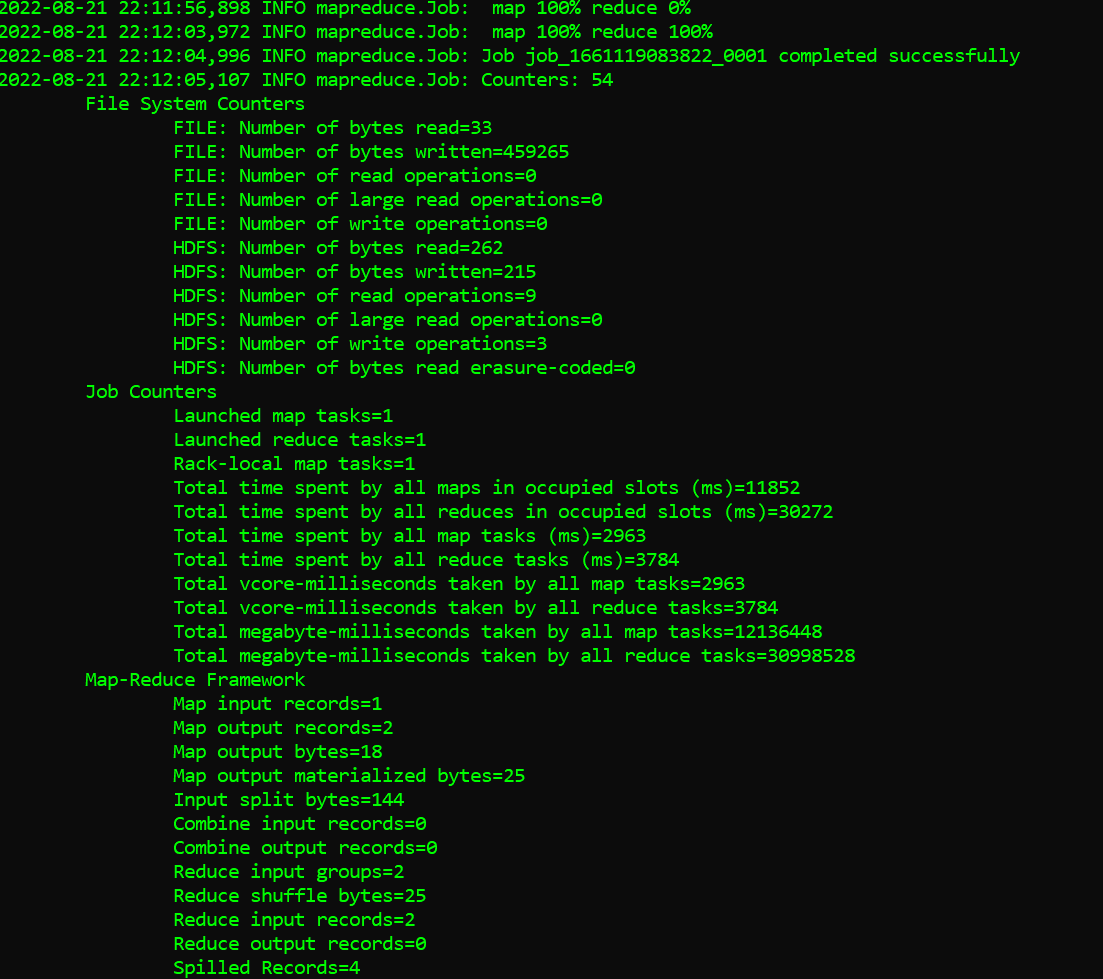 2022-08-21 22:11:56,898 INFO mapreduce.Job:  map 100% reduce 0%
2022-08-21 22:12:03,972 INFO mapreduce.Job:  map 100% reduce 100%
2022-08-21 22:12:04,996 INFO mapreduce.Job: Job job_1661119083822_0001 completed successfully
2022-08-21 22:12:05,107 INFO mapreduce.Job: Counters: 54
File System Counters
FILE: Number of bytes read=33
FILE: Number of bytes written=459265
FILE: Number of read operations=0
FILE: Number of large read operations=0
FILE: Number of write operations=0
HDFS: Number of bytes read=262
HDFS: Number of bytes written=215
HDFS: Number of read operations=9
HDFS: Number of large read operations=0
HDFS: Number of write operations=3
HDFS: Number of bytes read erasure-coded=0
Job Counters
Launched map tasks=1
Launched reduce tasks=1
Rack-local map tasks=1
Total time spent by all maps in occupied slots (ms)=11852
Total time spent by all reduces in occupied slots (ms)=30272
Total time spent by all map tasks (ms)=2963
Total time spent by all reduce tasks (ms)=3784
Total vcore-milliseconds taken by all map tasks=2963
Total vcore-milliseconds taken by all reduce tasks=3784
Total megabyte-milliseconds taken by all map tasks=12136448
Total megabyte-milliseconds taken by all reduce tasks=30998528
Map-Reduce Framework
Map input records=1
Map output records=2
Map output bytes=18
Map output materialized bytes=25
Input split bytes=144
Combine input records=0
Combine output records=0
Reduce input groups=2
Reduce shuffle bytes=25
Reduce input records=2
Reduce output records=0
Spilled Records=4